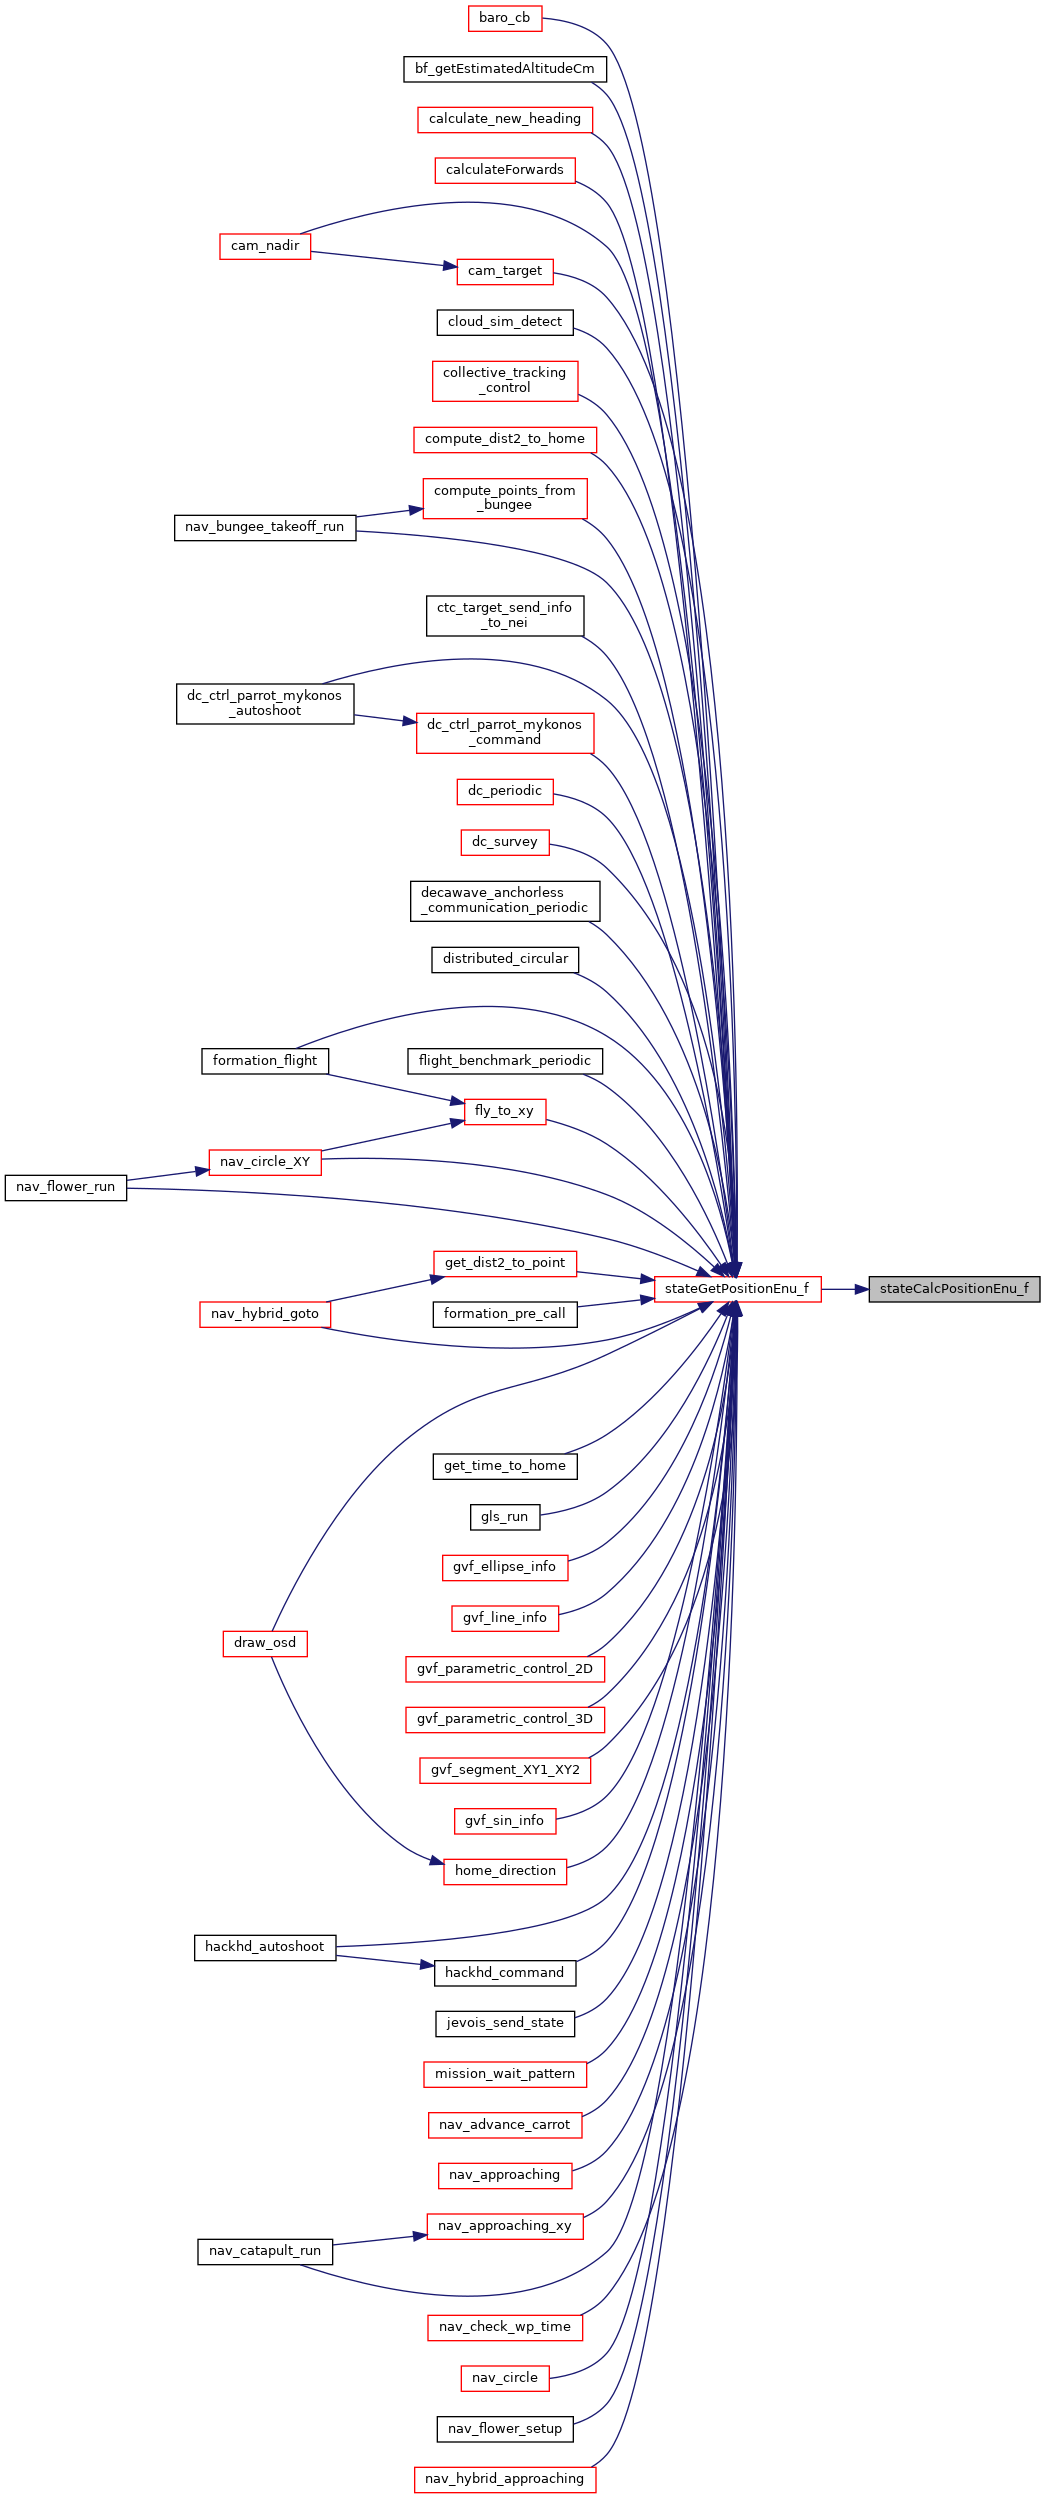 baro_cb
bf_getEstimatedAltitudeCm
calculate_new_heading
calculateForwards
cam_nadir
cam_target
cloud_sim_detect
collective_tracking
_control
compute_dist2_to_home
compute_points_from
_bungee
nav_bungee_takeoff_run
ctc_target_send_info
_to_nei
dc_ctrl_parrot_mykonos
_autoshoot
dc_ctrl_parrot_mykonos
_command
dc_periodic
dc_survey
decawave_anchorless
_communication_periodic
distributed_circular
formation_flight
flight_benchmark_periodic
fly_to_xy
nav_circle_XY
nav_flower_run
get_dist2_to_point
stateGetPositionEnu_f
stateCalcPositionEnu_f
nav_hybrid_goto
formation_pre_call
get_time_to_home
gls_run
gvf_ellipse_info
gvf_line_info
draw_osd
gvf_parametric_control_2D
gvf_parametric_control_3D
gvf_segment_XY1_XY2
gvf_sin_info
home_direction
hackhd_autoshoot
hackhd_command
jevois_send_state
mission_wait_pattern
nav_advance_carrot
nav_approaching
nav_approaching_xy
nav_catapult_run
nav_check_wp_time
nav_circle
nav_flower_setup
nav_hybrid_approaching